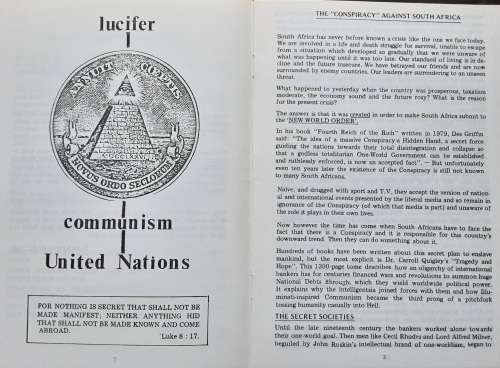 lucifer
ANNUIT CŒPTIS
MDCCLXXVI
NOVUS ORDO SECLORUM
communism
United Nations
FOR NOTHING IS SECRET THAT SHALL NOT BE
MADE MANIFEST; NEITHER ANYTHING HID
THAT SHALL NOT BE MADE KNOWN AND COME
ABROAD.
Luke 8 : 17.
THE "CONSPIRACY" AGAINST SOUTH AFRICA
South Africa has never before known a crisis like the one we face today.
We are involved in a life and death struggle for survival, unable to escape
from a situation which developed so gradually that we were unaware of
what was happening until it was too late. Our standard of living is in de-
cline and the future insecure. We have betrayed our friends and are now
surrounded by enemy countries. Our leaders are surrendering to an unseen
threat.
What happened to yesterday when the country was prosperous, taxation
moderate, the economy sound and the future rosy? What is the reason
for the present crisis?
The answer is that it was created in order to make South Africa submit to
the 'NEW WORLD ORDER'.
In his book "Fourth Reich of the Rich" written in 1979, Des Griffin
said: "The idea of a massive Conspiracy/Hidden Hand, a secret force
guiding the nations towards their total disintegration and collapse so
that a godless totalitarian One-World Government can be established
and ruthlessly enforced, is now an accepted fact". – But unfortunately
even ten years later the existence of the Conspiracy is still not known
to many South Africans.
Naive, and drugged with sport and T.V, they accept the version of nation-
al and international events presented by the liberal media and so remain in
ignorance of the Conspiracy (of which that media is part) and unaware of
the role it plays in their own lives.
Now however the time has come when South Africans have to face the
fact that there is a Conspiracy and it is responsible for this country's
downward trend. Then they can do something about it.
Hundreds of books have been written about this secret plan to enslave
mankind, but the most explicit is Dr. Carroll Quigley's "Tragedy and
Hope". This 1300-page tome describes how an oligarchy of international
bankers has for centuries financed wars and revolutions to summon huge
National Debts through, which they wield worldwide political power.
It explains why the intelligentsia joined forces with them and how Illu-
minati-inspired Communism became the third prong of a pitchfork
tossing humanity casually into Hell.
THE SECRET SOCIETIES
Until the late nineteenth century the bankers worked alone towards
their one-world goal. Then men like Cecil Rhodes and Lord Alfred Milner,
beguiled by John Ruskin's intellectual brand of one-worldism, began to